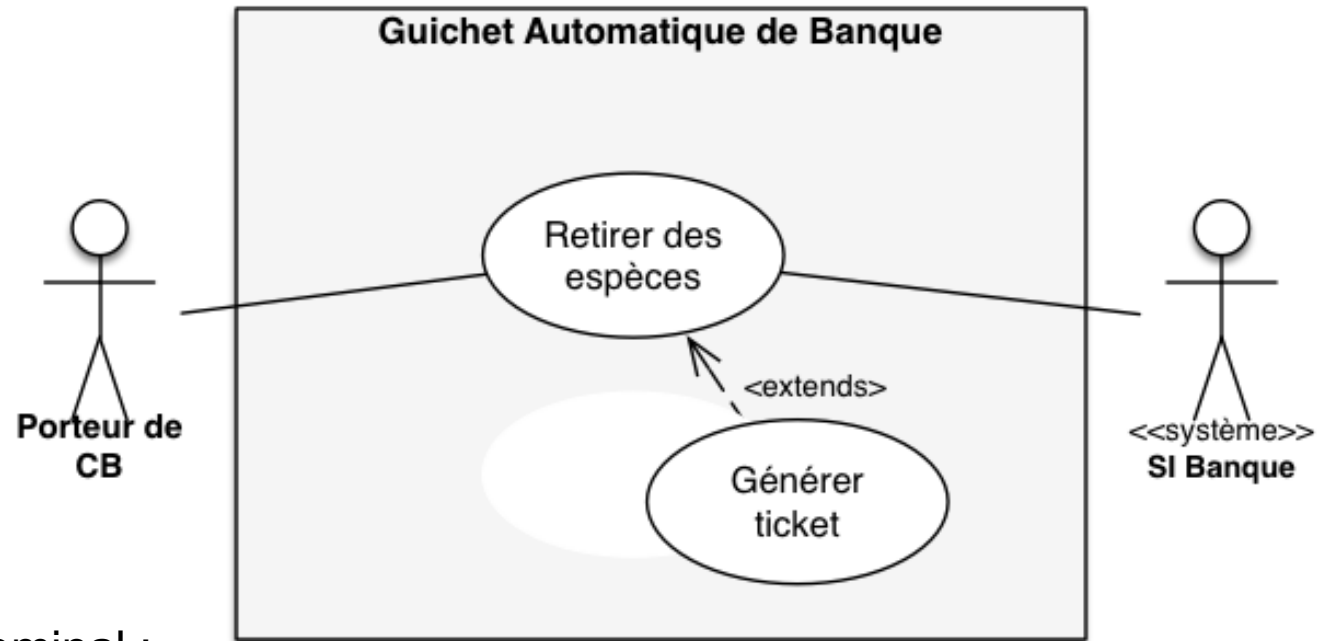 Guichet Automatique de Banque
Retirer des
espèces
<extends>
Porteur de
CB
<<système>>
SI Banque
Générer
ticket